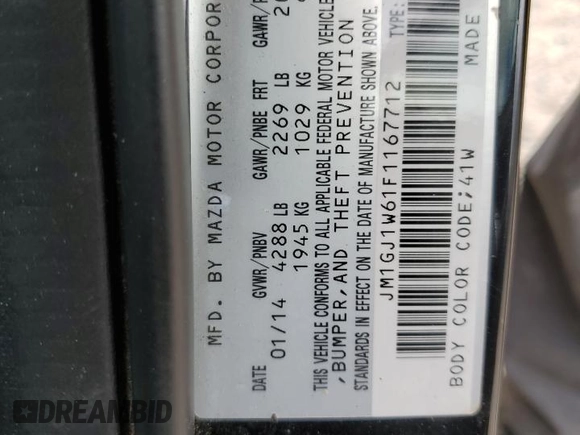 MFD. BY MAZDA MOTOR CORPOR
DATE GVWR/PNBV GAWR/PNBE FRT GAWR/P
01/14 4288 LB 2269 LB 20
1945 KG 1029 KG
THIS VEHICLE CONFORMS TO ALL APPLICABLE FEDERAL MOTOR VEHICLE
,BUMPER,AND THEFT PREVENTION
STANDARDS IN EFFECT ON THE DATE OF MANUFACTURE SHOWN ABOVE.
JM1GJ1W61F1167712 TYPE:
BODY COLOR CODE;41W MADE
DREAMBID